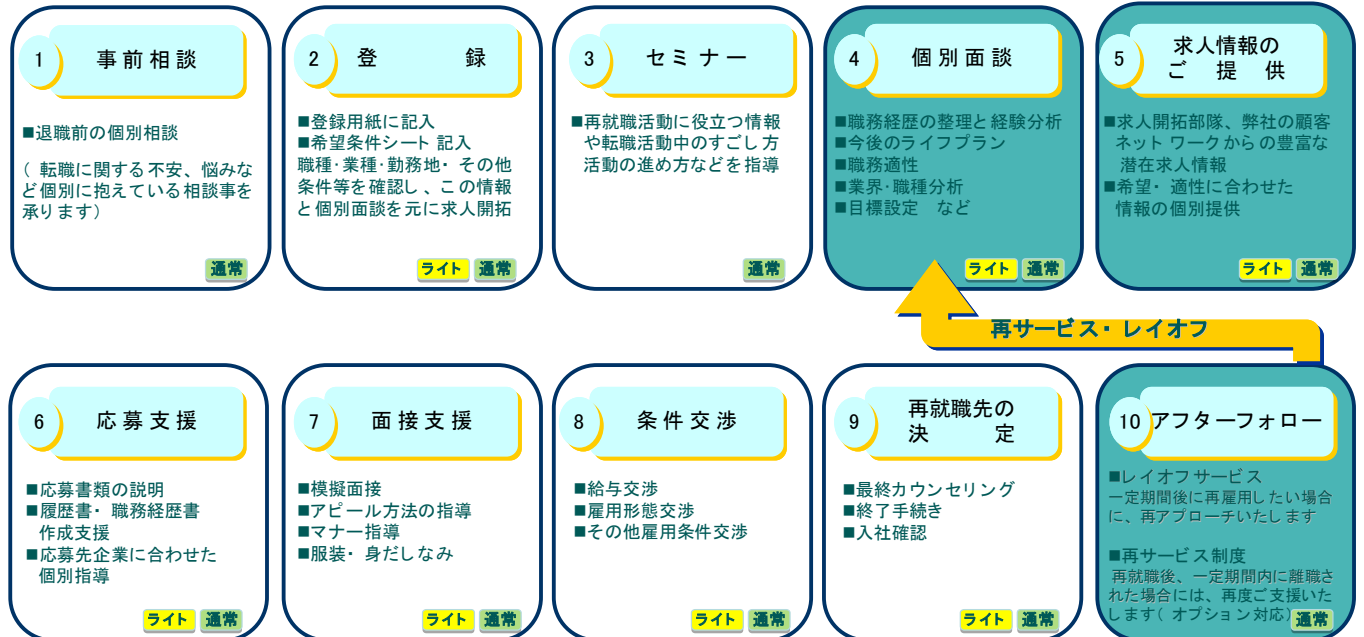 1 事前相談
■退職前の個別相談
(転職に関する不安、悩みな
ど個別に抱えている相談事を
承ります)
通常
2 登　録
■登録用紙に記入
■希望条件シート記入
職種･業種･勤務地・その他
条件等を確認し、この情報
と個別面談を元に求人開拓
ライト 通常
3 セミナー
■再就職活動に役立つ情報
や転職活動中のすごし方
活動の進め方などを指導
通常
4 個別面談
■職務経歴の整理と経験分析
■今後のライフプラン
■職務適性
■業界･職種分析
■目標設定　など
ライト 通常
5 求人情報の
ご　提　供
■求人開拓部隊、弊社の顧客
ネットワークからの豊富な
潜在求人情報
■希望・適性に合わせた
情報の個別提供
ライト 通常
再サービス・レイオフ
6 応募支援
■応募書類の説明
■履歴書・職務経歴書
作成支援
■応募先企業に合わせた
個別指導
ライト 通常
7 面接支援
■模擬面接
■アピール方法の指導
■マナー指導
■服装・身だしなみ
ライト 通常
8 条件交渉
■給与交渉
■雇用形態交渉
■その他雇用条件交渉
9 再就職先の
決　定
■最終カウンセリング
■終了手続き
■入社確認
ライト 通常
10 アフターフォロー
■レイオフサービス
一定期間後に再雇用したい場合
に、再アプローチいたします
■再サービス制度
再就職後、一定期間内に離職さ
れた場合には、再度ご支援いた
します(オプション対応)
通常